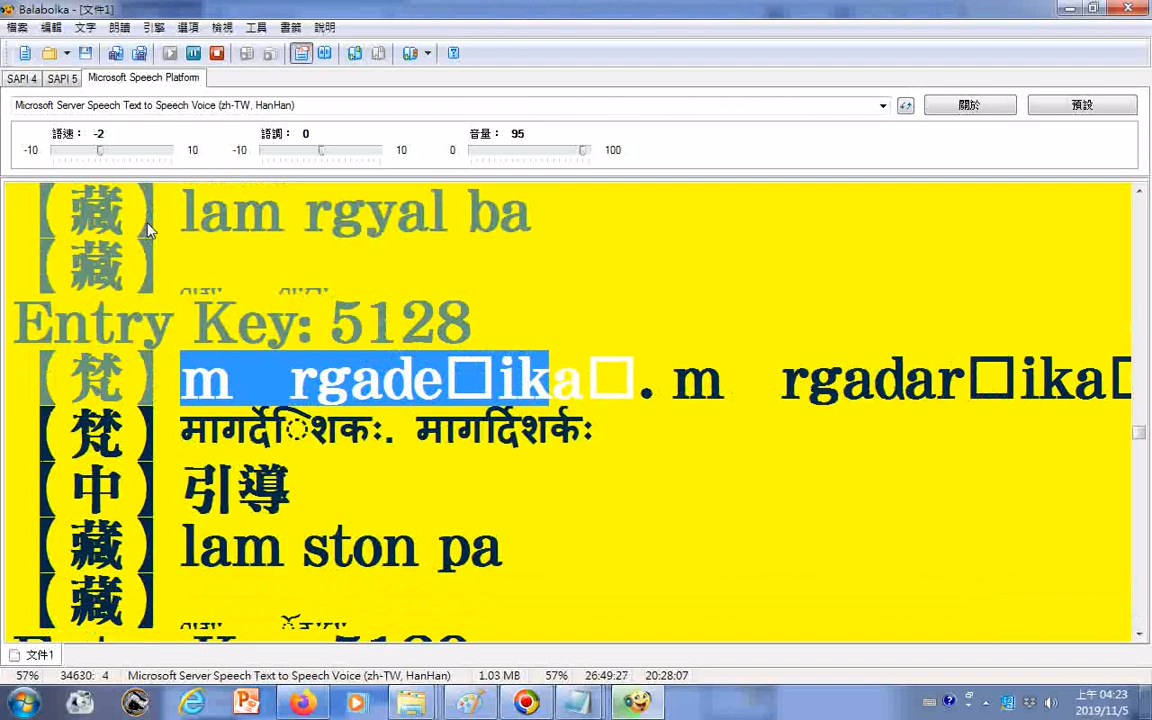 Balabolka - [文件1]
檔案 編輯 文字 朗讀 引擎 選項 檢視 工具 書籤 說明
SAPI 4 SAPI 5 Microsoft Speech Platform
Microsoft Server Speech Text to Speech Voice (zh-TW, HanHan) 關於 預設
語速： -2 語調： 0 音量： 95
-10 10 -10 10 0 100
【藏】 lam rgyal ba
【藏】
Entry Key: 5128
【梵】 m rgade□ika□. m rgadar□ika□
【梵】 मार्गदेशिकः. मार्गदर्शिकः
【中】 引導
【藏】 lam ston pa
【藏】
文件1
57% 34630: 4 Microsoft Server Speech Text to Speech Voice (zh-TW, HanHan) 1.03 MB 57% 26:49:27 20:28:07
上午 04:23
2019/11/5